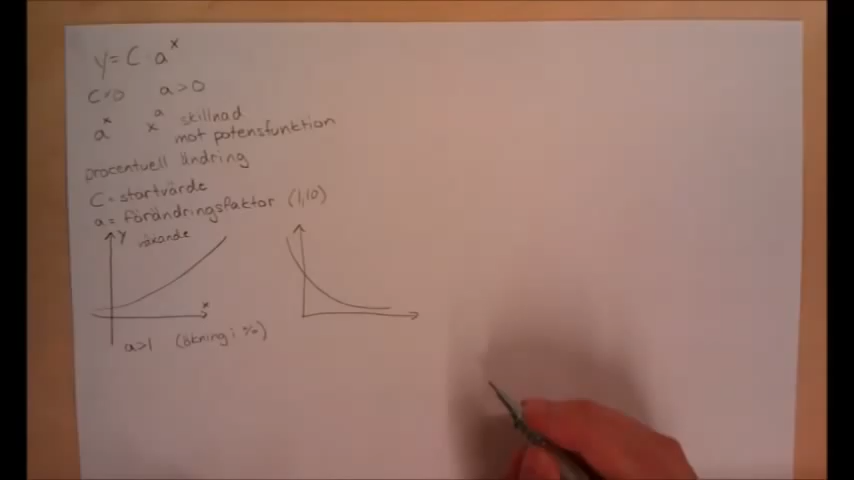 y = C a^x
C>0 a>0
a^x x^a skillnad
mot potensfunktion
procentuell ändring
C = startvärde
a = förändringsfaktor (1,10)
y växande
x
a>1 (ökning i %)